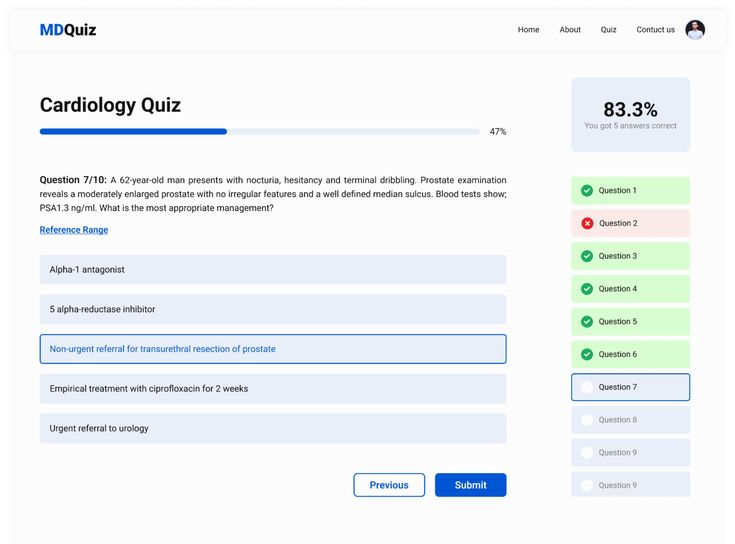 MDQuiz
Home
About
Quiz
Contuct us
Cardiology Quiz
47%
83.3%
You got 5 answers correct
Question 7/10: A 62-year-old man presents with nocturia, hesitancy and terminal dribbling. Prostate examination
reveals a moderately enlarged prostate with no irregular features and a well defined median sulcus. Blood tests show;
PSA1.3 ng/ml. What is the most appropriate management?
Reference Range
Alpha-1 antagonist
5 alpha-reductase inhibitor
Non-urgent referral for transurethral resection of prostate
Empirical treatment with ciprofloxacin for 2 weeks
Urgent referral to urology
Previous
Submit
Question 1
Question 2
Question 3
Question 4
Question 5
Question 6
Question 7
Question 8
Question 9
Question 9